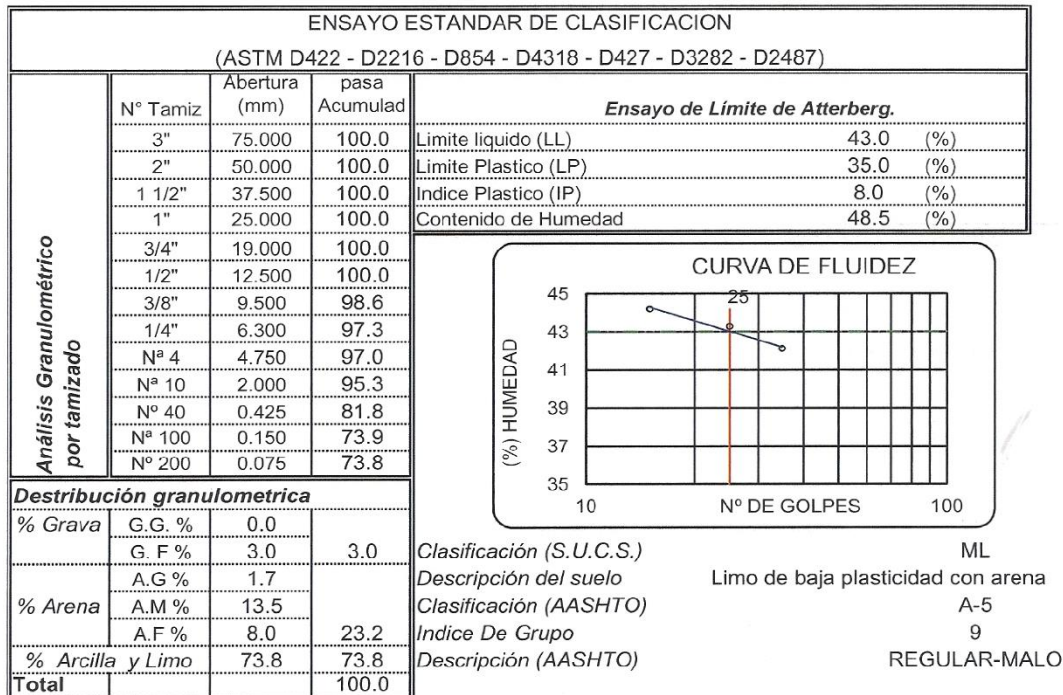 ENSAYO ESTANDAR DE CLASIFICACION
(ASTM D422 - D2216 - D854 - D4318 - D427 - D3282 - D2487)
Análisis Granulométrico
por tamizado
N° Tamiz Abertura (mm) pasa Acumulad
3" 75.000 100.0
2" 50.000 100.0
1 1/2" 37.500 100.0
1" 25.000 100.0
3/4" 19.000 100.0
1/2" 12.500 100.0
3/8" 9.500 98.6
1/4" 6.300 97.3
Nª 4 4.750 97.0
Nª 10 2.000 95.3
Nº 40 0.425 81.8
Nª 100 0.150 73.9
Nº 200 0.075 73.8
Ensayo de Límite de Atterberg.
Limite liquido (LL) 43.0 (%)
Limite Plastico (LP) 35.0 (%)
Indice Plastico (IP) 8.0 (%)
Contenido de Humedad 48.5 (%)
CURVA DE FLUIDEZ
25
(%) HUMEDAD
45
43
41
39
37
35
10 Nº DE GOLPES 100
Destribución granulometrica
% Grava G.G. % 0.0
G. F % 3.0 3.0
A.G % 1.7
% Arena A.M % 13.5
A.F % 8.0 23.2
% Arcilla y Limo 73.8 73.8
Total 100.0
Clasificación (S.U.C.S.) ML
Descripción del suelo Limo de baja plasticidad con arena
Clasificación (AASHTO) A-5
Indice De Grupo 9
Descripción (AASHTO) REGULAR-MALO